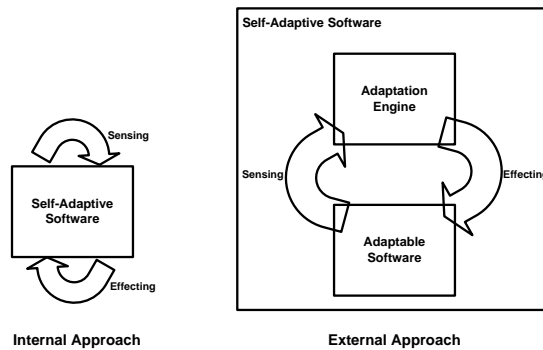 Sensing
Self-Adaptive
Software
Effecting
Internal Approach
Self-Adaptive Software
Adaptation
Engine
Sensing
Effecting
Adaptable
Software
External Approach